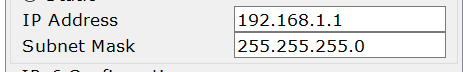 IP Address 192.168.1.1
Subnet Mask 255.255.255.0